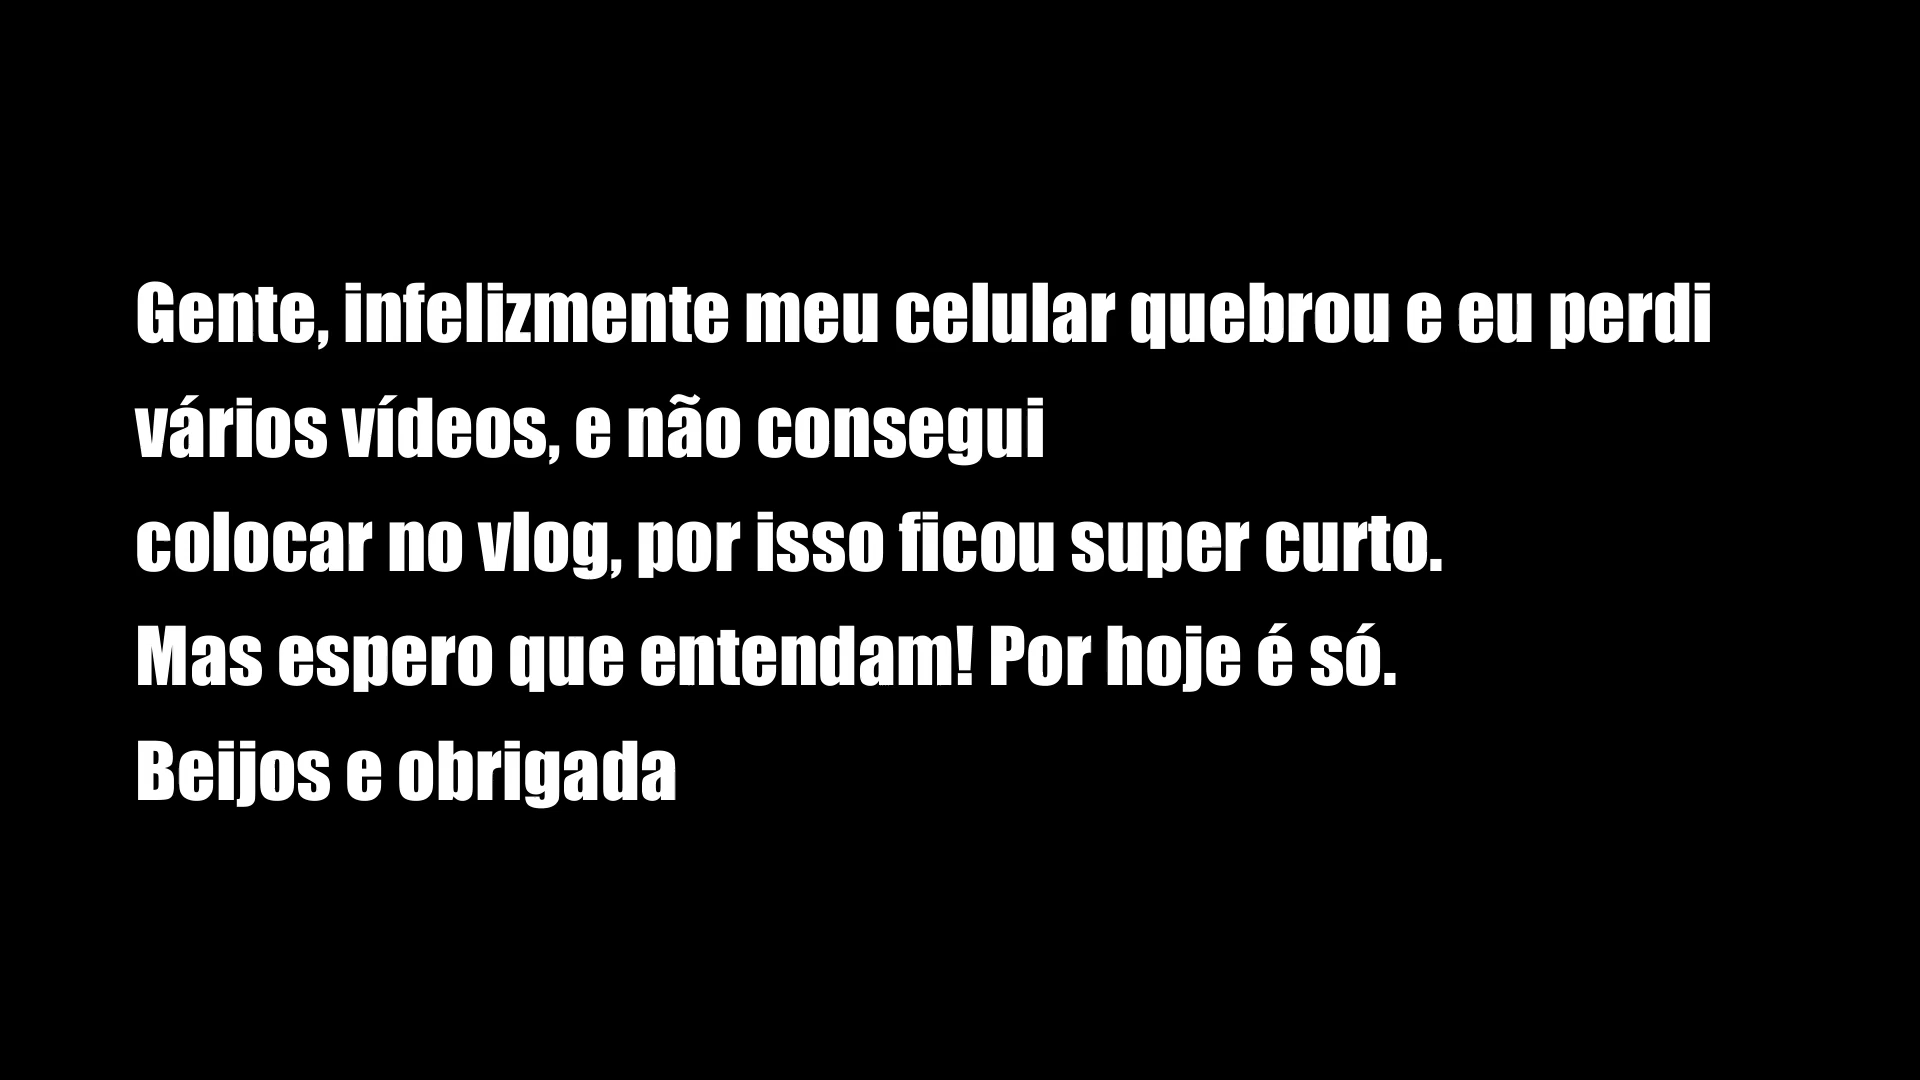 Gente, infelizmente meu celular quebrou e eu perdi
vários vídeos, e não consegui
colocar no vlog, por isso ficou super curto.
Mas espero que entendam! Por hoje é só.
Beijos e obrigada